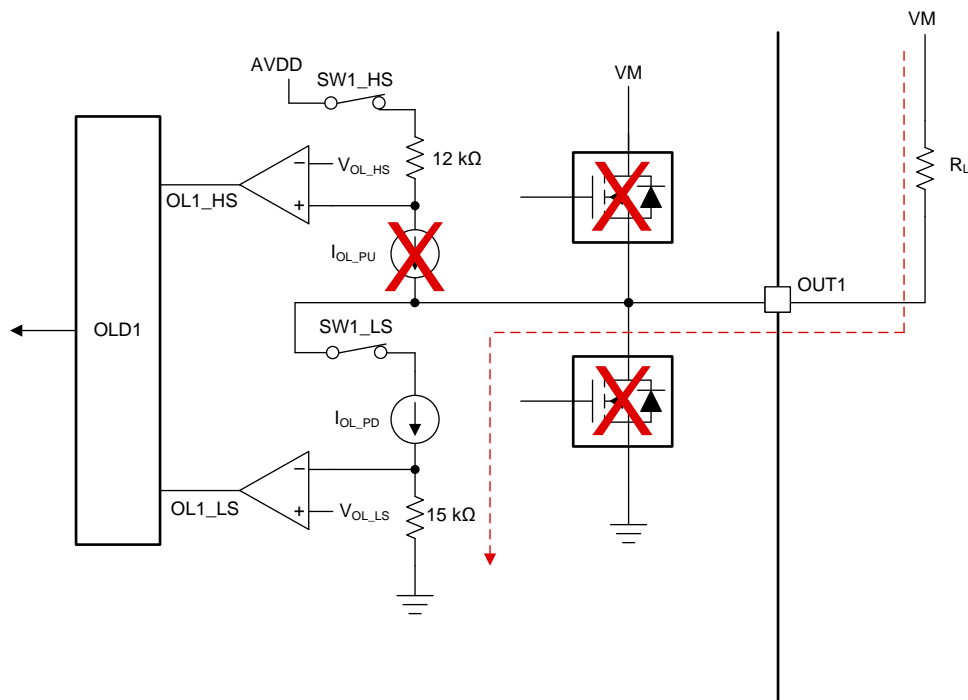 VM
AVDD
SW1_HS
VM
12 kΩ
VOL_HS
RL
OL1_HS
IOL_PU
OUT1
OLD1
SW1_LS
IOL_PD
OL1_LS
VOL_LS
15 kΩ